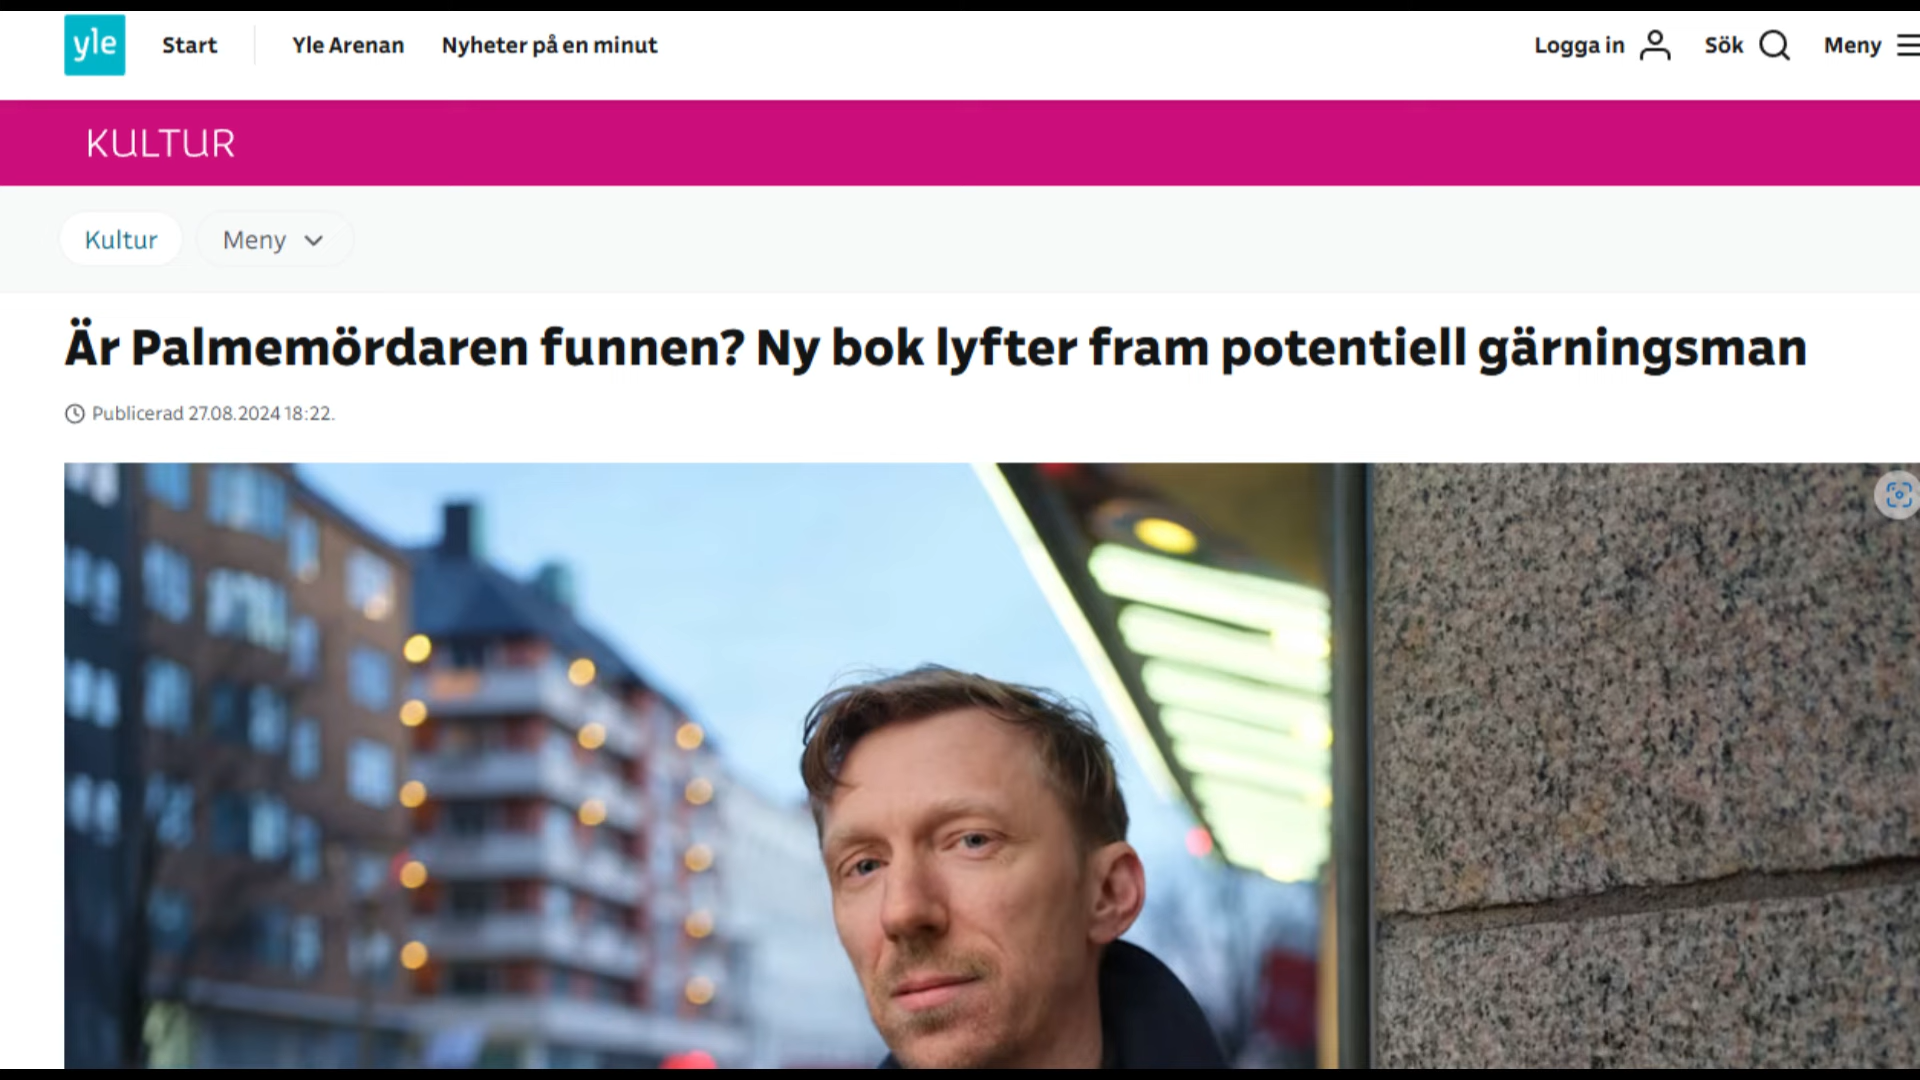 yle Start Yle Arenan Nyheter på en minut Logga in Sök Meny
KULTUR
Kultur Meny
Är Palmemördaren funnen? Ny bok lyfter fram potentiell gärningsman
Publicerad 27.08.2024 18:22.